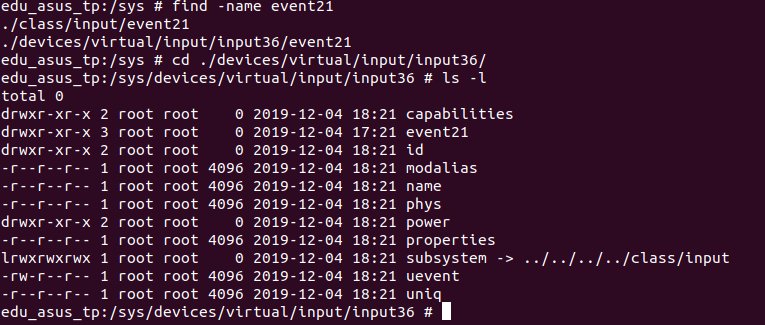 edu_asus_tp:/sys # find -name event21
./class/input/event21
./devices/virtual/input/input36/event21
edu_asus_tp:/sys # cd ./devices/virtual/input/input36/
edu_asus_tp:/sys/devices/virtual/input/input36 # ls -l
total 0
drwxr-xr-x 2 root root    0 2019-12-04 18:21 capabilities
drwxr-xr-x 3 root root    0 2019-12-04 17:21 event21
drwxr-xr-x 2 root root    0 2019-12-04 18:21 id
-r--r--r-- 1 root root 4096 2019-12-04 18:21 modalias
-r--r--r-- 1 root root 4096 2019-12-04 18:21 name
-r--r--r-- 1 root root 4096 2019-12-04 18:21 phys
drwxr-xr-x 2 root root    0 2019-12-04 18:21 power
-r--r--r-- 1 root root 4096 2019-12-04 18:21 properties
lrwxrwxrwx 1 root root    0 2019-12-04 18:21 subsystem -> ../../../../class/input
-rw-r--r-- 1 root root 4096 2019-12-04 18:21 uevent
-r--r--r-- 1 root root 4096 2019-12-04 18:21 uniq
edu_asus_tp:/sys/devices/virtual/input/input36 #